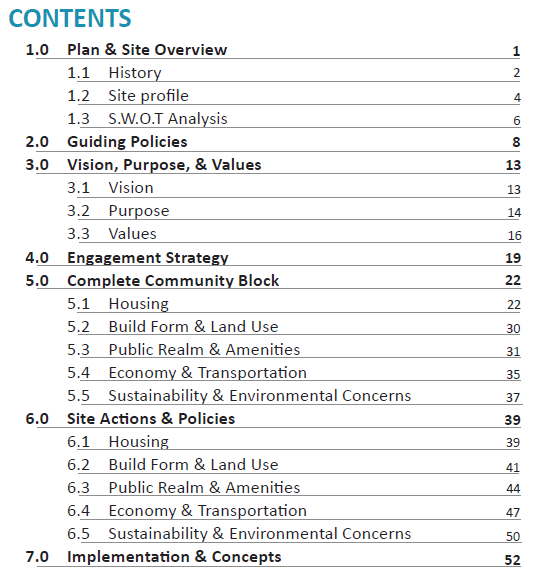 CONTENTS
1.0 Plan & Site Overview 1
1.1 History 2
1.2 Site profile 4
1.3 S.W.O.T Analysis 6
2.0 Guiding Policies 8
3.0 Vision, Purpose, & Values 13
3.1 Vision 13
3.2 Purpose 14
3.3 Values 16
4.0 Engagement Strategy 19
5.0 Complete Community Block 22
5.1 Housing 22
5.2 Build Form & Land Use 30
5.3 Public Realm & Amenities 31
5.4 Economy & Transportation 35
5.5 Sustainability & Environmental Concerns 37
6.0 Site Actions & Policies 39
6.1 Housing 39
6.2 Build Form & Land Use 41
6.3 Public Realm & Amenities 44
6.4 Economy & Transportation 47
6.5 Sustainability & Environmental Concerns 50
7.0 Implementation & Concepts 52